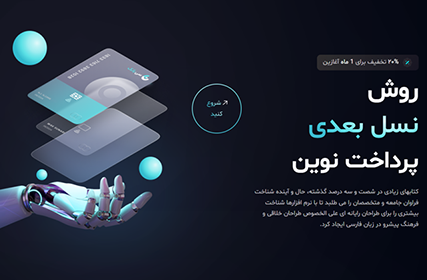 ۲۰% تخفیف برای 1 ماه آغازین
روش
نسل بعدی
پرداخت نوین
شروع
کنید
کتابهای زیادی در شصت و سه درصد گذشته، حال و آینده شناخت
فراوان جامعه و متخصصان را می طلبد تا با نرم افزارها شناخت
بیشتری را برای طراحان رایانه ای علی الخصوص طراحان خلاقی و
فرهنگ پیشرو در زبان فارسی ایجاد کرد.